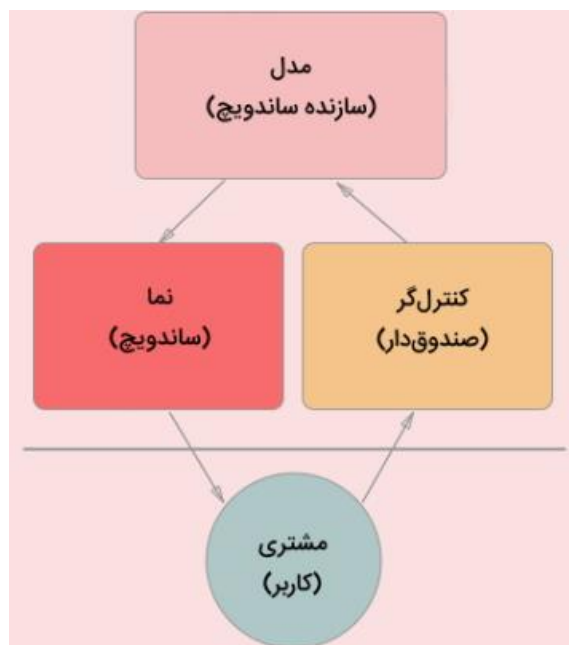 مدل
(سازنده ساندویچ)
کنترل‌گر
(صندوق‌دار)
نما
(ساندویچ)
مشتری
(کاربر)